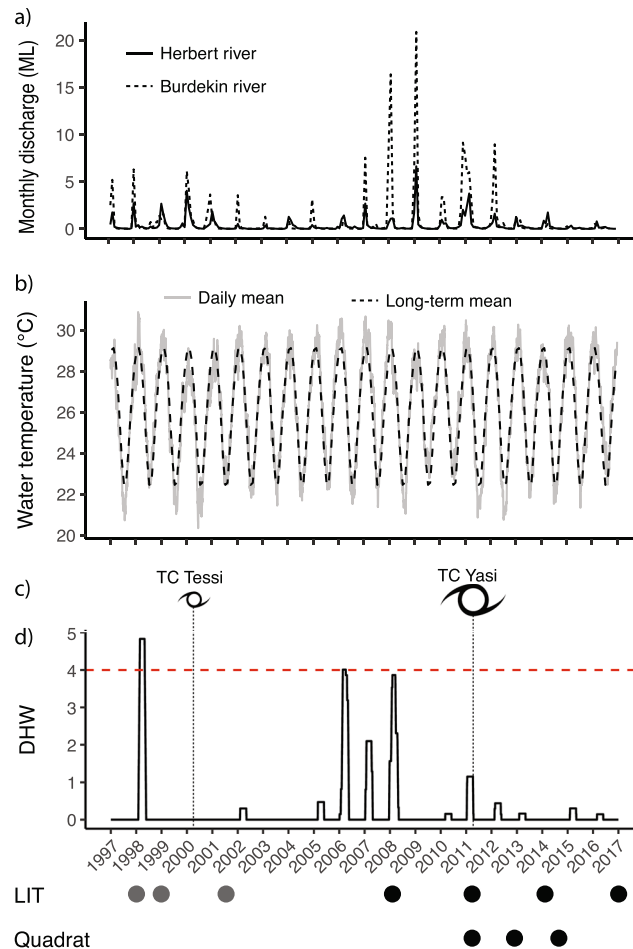 a)
Monthly discharge (ML)
20
15
10
5
0
Herbert river
Burdekin river
b)
Water temperature (°C)
30
28
26
24
22
20
Daily mean
Long-term mean
c)
TC Tessi
TC Yasi
d)
DHW
5
4
3
2
1
0
1997 1998 1999 2000 2001 2002 2003 2004 2005 2006 2007 2008 2009 2010 2011 2012 2013 2014 2015 2016 2017
LIT
Quadrat